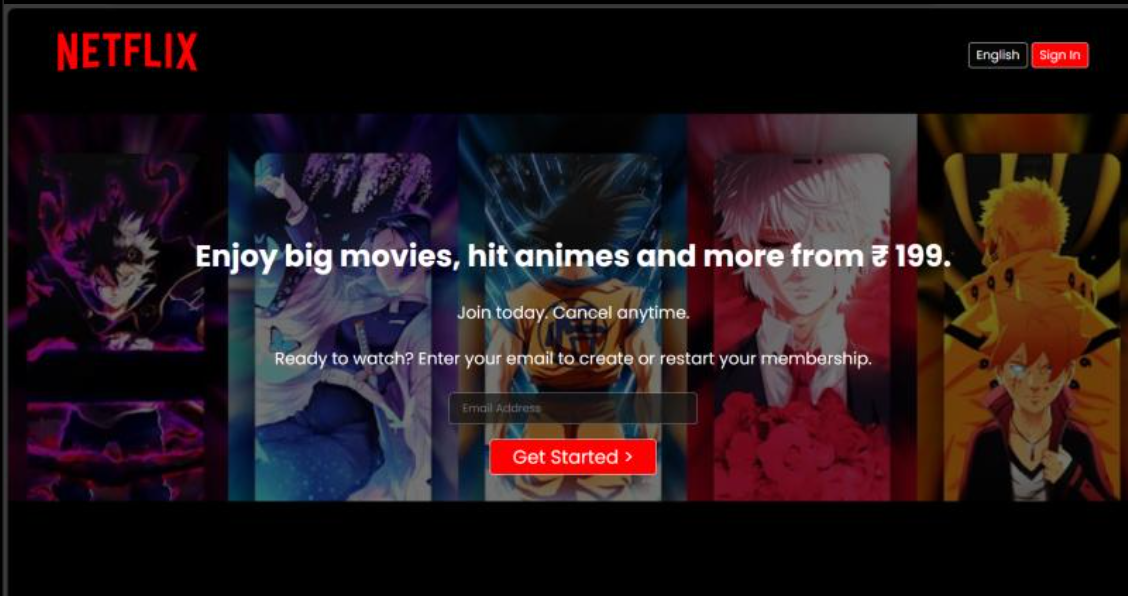 NETFLIX
English
Sign In
Enjoy big movies, hit animes and more from ₹ 199.
Join today. Cancel anytime.
Ready to watch? Enter your email to create or restart your membership.
Email Address
Get Started >